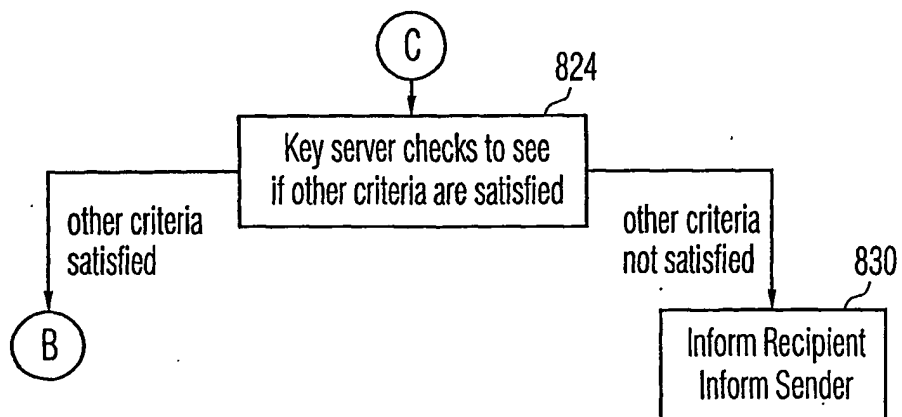 C
824
Key server checks to see
if other criteria are satisfied
other criteria
satisfied
other criteria
not satisfied
830
B
Inform Recipient
Inform Sender